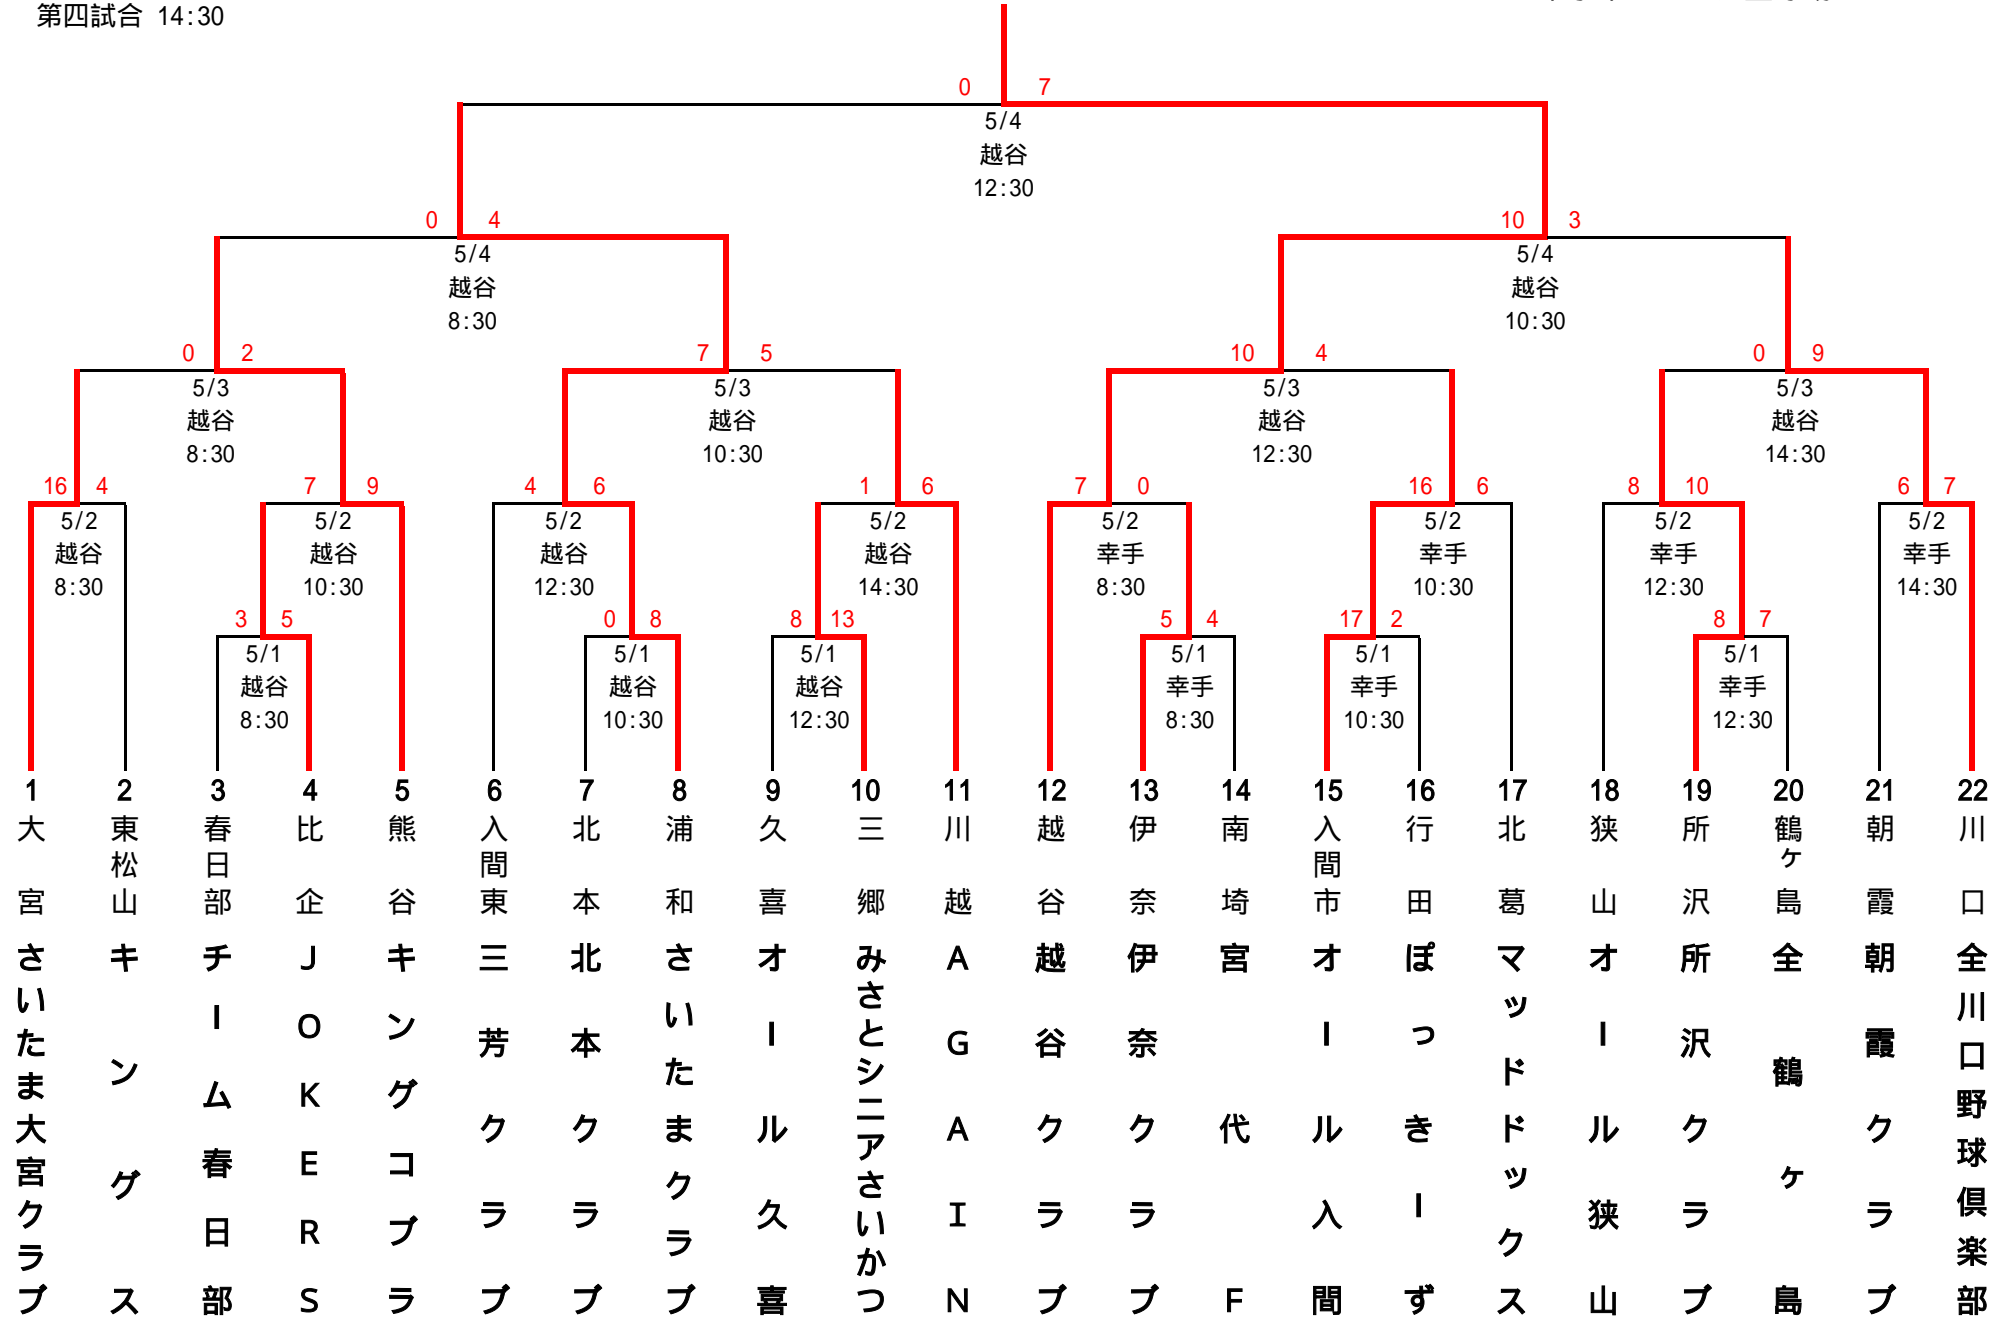 第四試合 14:30
0 7
5/4
越谷
12:30
0 4 10 3
5/4 5/4
越谷 越谷
8:30 10:30
0 2 7 5 10 4 0 9
5/3 5/3 5/3 5/3
越谷 越谷 越谷 越谷
8:30 10:30 12:30 14:30
16 4 7 9 4 6 1 6 7 0 16 6 8 10 6 7
5/2 5/2 5/2 5/2 5/2 5/2 5/2 5/2
越谷 越谷 越谷 越谷 幸手 幸手 幸手 幸手
8:30 10:30 12:30 14:30 8:30 10:30 12:30 14:30
3 5 0 8 8 13 5 4 17 2 8 7
5/1 5/1 5/1 5/1 5/1 5/1
越谷 越谷 越谷 幸手 幸手 幸手
8:30 10:30 12:30 8:30 10:30 12:30
1 大宮 さいたま大宮クラブ
2 東松山 キングス
3 春日部 チーム春日部
4 比企 JOKERS
5 熊谷 キングコブラ
6 入間東 三芳クラブ
7 北本 北本クラブ
8 浦和 さいたまクラブ
9 久喜 オール久喜
10 三郷 みさとシニアさいかつ
11 川越 AGAIN
12 越谷 越谷クラブ
13 伊奈 伊奈クラブ
14 南埼 宮代F
15 入間市 オール入間
16 行田 ぽっきーず
17 北葛 マッドドックス
18 狭山 オール狭山
19 所沢 所沢クラブ
20 鶴ヶ島 全鶴ヶ島
21 朝霞 朝霞クラブ
22 川口 全川口野球倶楽部